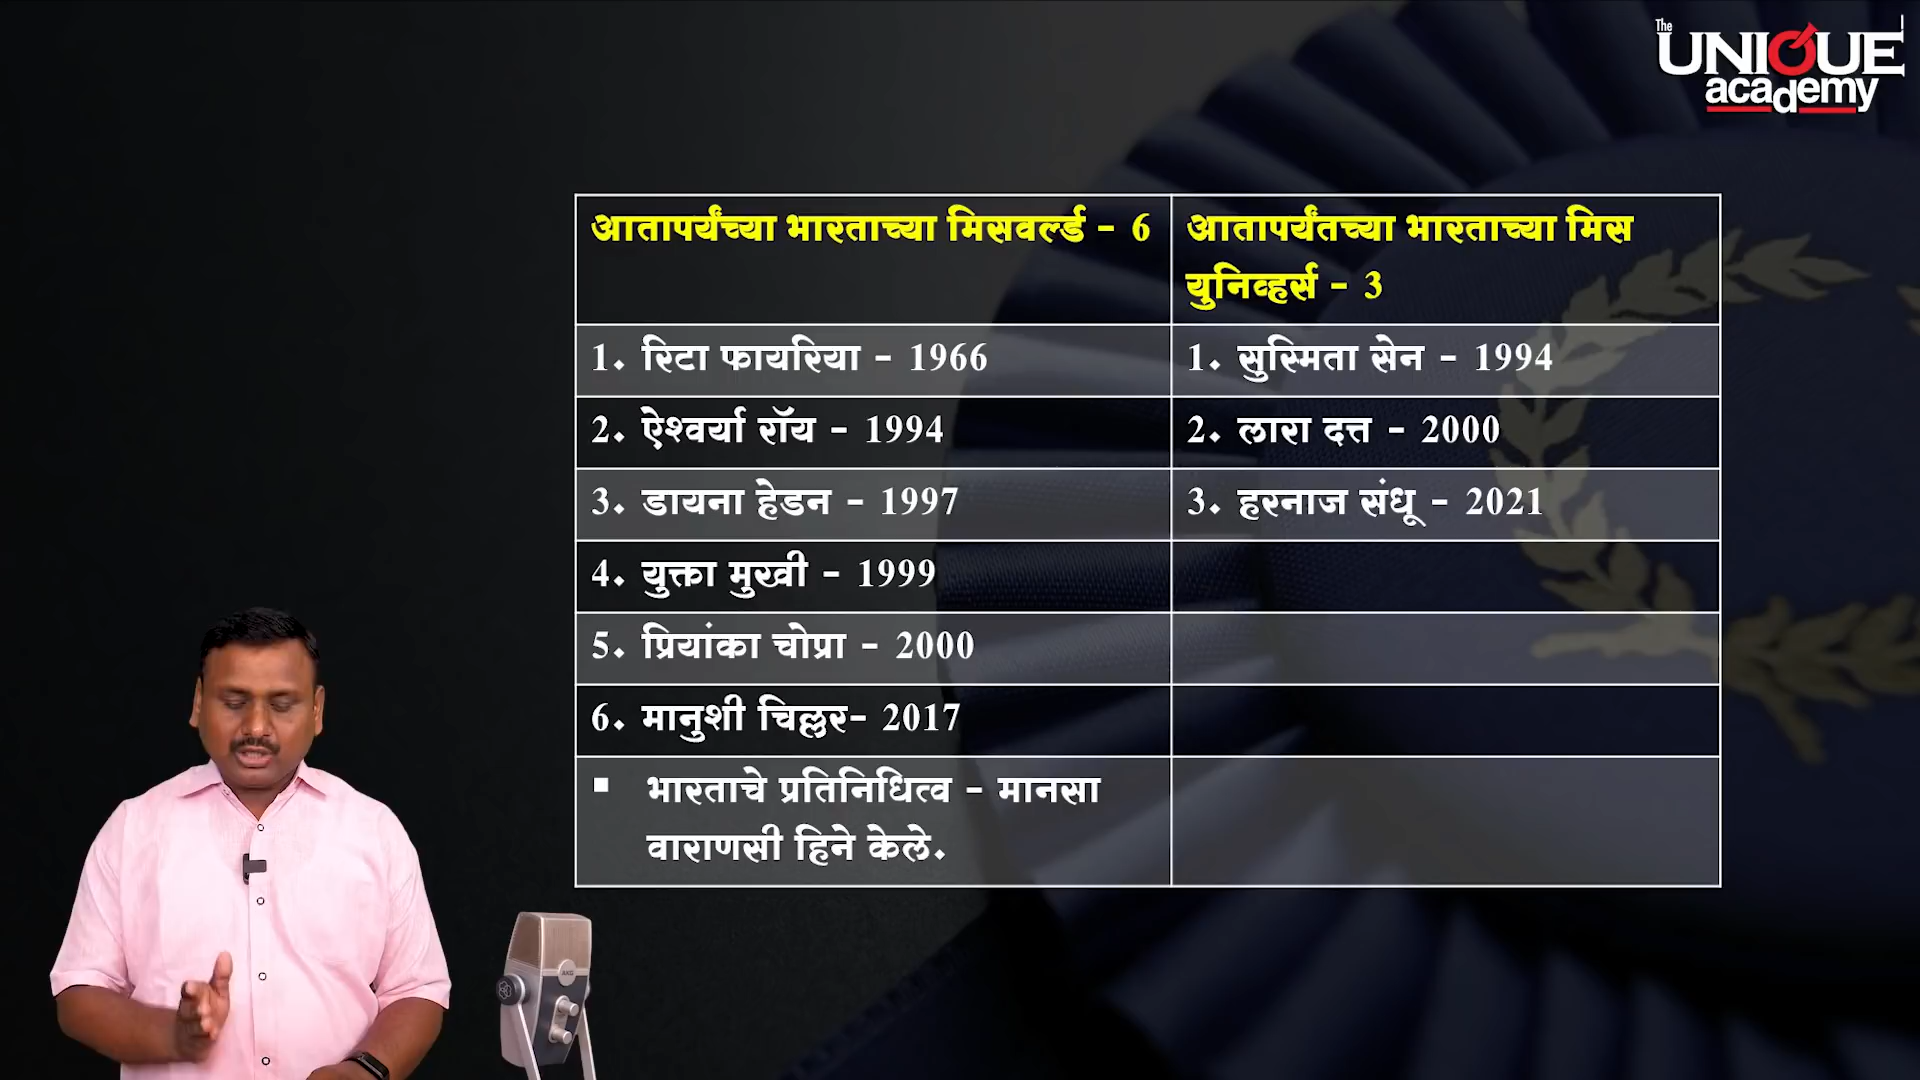 The
UNIQUE
academy
आतापर्यंच्या भारताच्या मिसवर्ल्ड - 6
आतापर्यंतच्या भारताच्या मिस
युनिव्हर्स - 3
1. रिटा फायरिया - 1966
1. सुस्मिता सेन - 1994
2. ऐश्वर्या रॉय - 1994
2. लारा दत्त - 2000
3. डायना हेडन - 1997
3. हरनाज संधू - 2021
4. युक्ता मुखी - 1999
5. प्रियांका चोप्रा - 2000
6. मानुशी चिल्लर- 2017
▪ भारताचे प्रतिनिधित्व - मानसा
वाराणसी हिने केले.
AKG